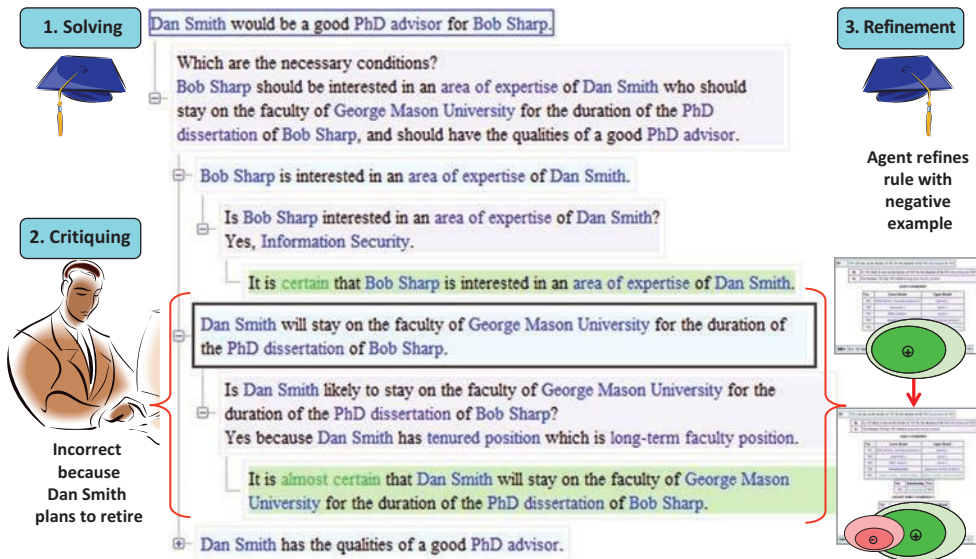 1. Solving
Dan Smith would be a good PhD advisor for Bob Sharp.
3. Refinement
Which are the necessary conditions?
Bob Sharp should be interested in an area of expertise of Dan Smith who should
stay on the faculty of George Mason University for the duration of the PhD
dissertation of Bob Sharp, and should have the qualities of a good PhD advisor.
Agent refines
rule with
negative
example
Bob Sharp is interested in an area of expertise of Dan Smith.
2. Critiquing
Is Bob Sharp interested in an area of expertise of Dan Smith?
Yes, Information Security.
It is certain that Bob Sharp is interested in an area of expertise of Dan Smith.
Dan Smith will stay on the faculty of George Mason University for the duration of
the PhD dissertation of Bob Sharp.
Is Dan Smith likely to stay on the faculty of George Mason University for the
duration of the PhD dissertation of Bob Sharp?
Yes because Dan Smith has tenured position which is long-term faculty position.
Incorrect
because
Dan Smith
plans to retire
It is almost certain that Dan Smith will stay on the faculty of George Mason
University for the duration of the PhD dissertation of Bob Sharp.
Dan Smith has the qualities of a good PhD advisor.